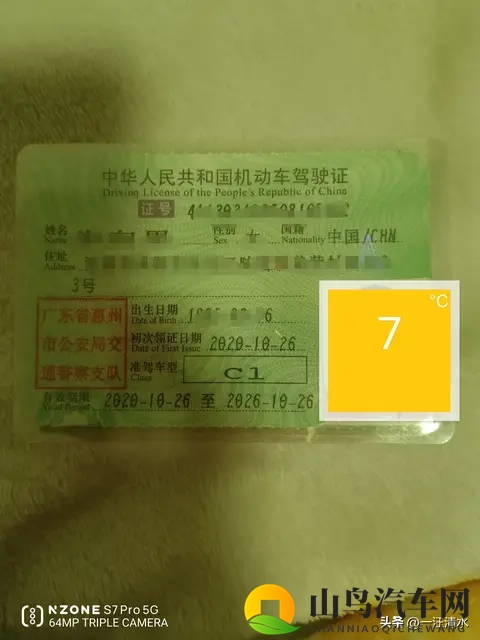 中华人民共和国机动车驾驶证
Driving License of the People's Republic of China
证号
姓名
Name
性别
Sex 女
国籍
Nationality 中国/CHN
住址
Address
3号
广东省惠州
市公安局交
通警察支队
出生日期
Date of Birth
初次领证日期
Date of First Issue 2020-10-26
准驾车型
Class C1
有效期限
Valid Period 2020-10-26 至 2026-10-26
°C
7
NZONE S7 Pro 5G
64MP TRIPLE CAMERA
山鸟汽车网
MANNIAOQICHEWANG
头条 @一汪清水